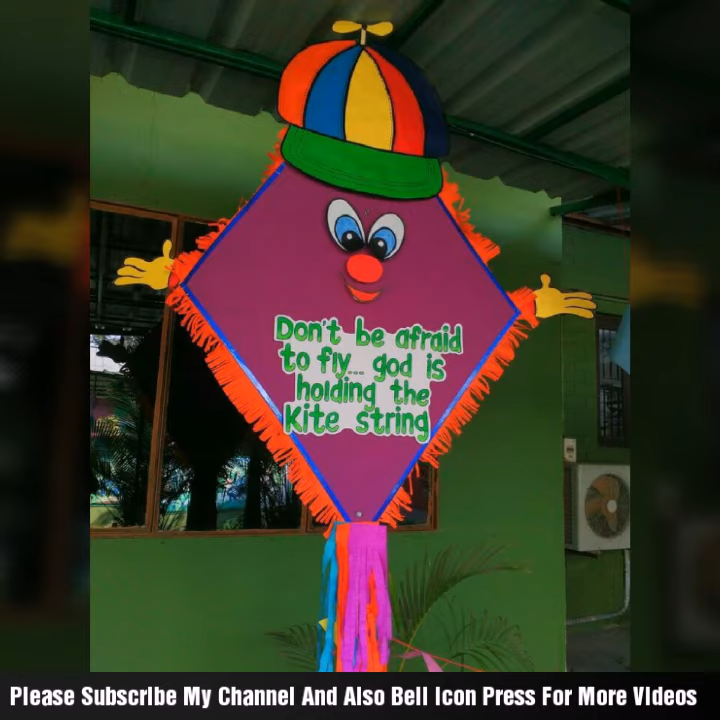 Don't be afraid
to fly... god is
holding the
Kite string
Please Subscribe My Channel And Also Bell Icon Press For More Videos